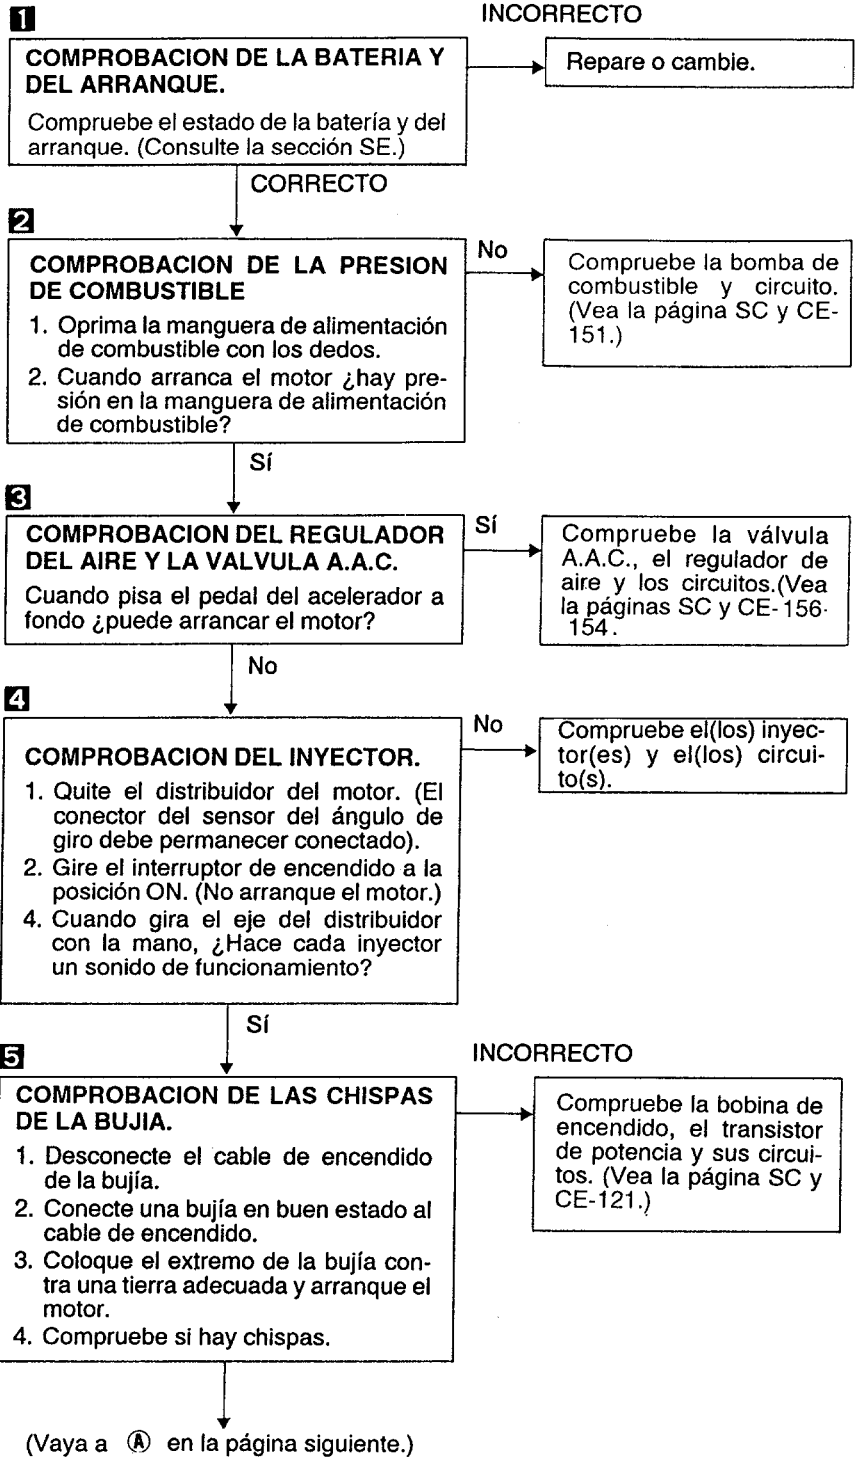 1
INCORRECTO
COMPROBACION DE LA BATERIA Y
DEL ARRANQUE.
Compruebe el estado de la batería y del
arranque. (Consulte la sección SE.)
Repare o cambie.
CORRECTO
2
COMPROBACION DE LA PRESION
DE COMBUSTIBLE
1. Oprima la manguera de alimentación
de combustible con los dedos.
2. Cuando arranca el motor ¿hay pre-
sión en la manguera de alimentación
de combustible?
No
Compruebe la bomba de
combustible y circuito.
(Vea la página SC y CE-
151.)
Sí
3
COMPROBACION DEL REGULADOR
DEL AIRE Y LA VALVULA A.A.C.
Cuando pisa el pedal del acelerador a
fondo ¿puede arrancar el motor?
Sí
Compruebe la válvula
A.A.C., el regulador de
aire y los circuitos.(Vea
la páginas SC y CE-156-
154.
No
4
COMPROBACION DEL INYECTOR.
1. Quite el distribuidor del motor. (El
conector del sensor del ángulo de
giro debe permanecer conectado).
2. Gire el interruptor de encendido a la
posición ON. (No arranque el motor.)
4. Cuando gira el eje del distribuidor
con la mano, ¿Hace cada inyector
un sonido de funcionamiento?
No
Compruebe el(los) inyec-
tor(es) y el(los) circui-
to(s).
Sí
5
INCORRECTO
COMPROBACION DE LAS CHISPAS
DE LA BUJIA.
1. Desconecte el cable de encendido
de la bujía.
2. Conecte una bujía en buen estado al
cable de encendido.
3. Coloque el extremo de la bujía con-
tra una tierra adecuada y arranque el
motor.
4. Compruebe si hay chispas.
Compruebe la bobina de
encendido, el transistor
de potencia y sus circui-
tos. (Vea la página SC y
CE-121.)
(Vaya a Ⓐ en la página siguiente.)